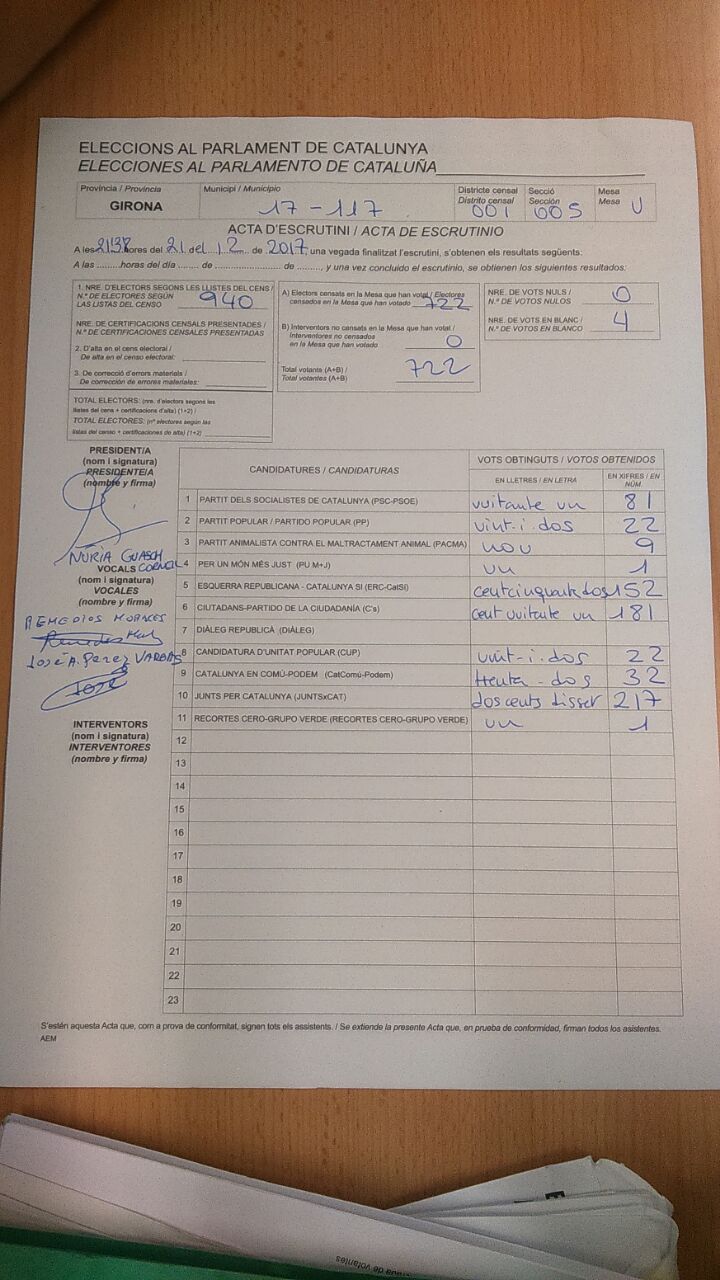 ELECCIONS AL PARLAMENT DE CATALUNYA
ELECCIONES AL PARLAMENTO DE CATALUÑA
Província / Provincia
GIRONA
Municipi / Municipio
17-117
Districte censal
Distrito censal
001
Secció
Sección
005
Mesa
Mesa U
ACTA D'ESCRUTINI / ACTA DE ESCRUTINIO
A les 21:38 hores del 21 del 12 de 2017, una vegada finalitzat l'escrutini, s'obtenen els resultats següents:
A las ........horas del día ....... de ........................ de ........, y una vez concluido el escrutinio, se obtienen los siguientes resultados:
1. NRE. D'ELECTORS SEGONS LES LLISTES DEL CENS /
N.º DE ELECTORES SEGÚN
LAS LISTAS DEL CENSO 940
NRE. DE CERTIFICACIONS CENSALS PRESENTADES /
N.º DE CERTIFICACIONES CENSALES PRESENTADAS
2. D'alta en el cens electoral /
De alta en el censo electoral:
3. De correcció d'errors materials /
De corrección de errores materiales:
TOTAL ELECTORS: (nre. d'electors segons les
llistes del cens + certificacions d'alta) (1+2) /
TOTAL ELECTORES: (nº electores según las
listas del censo + certificaciones de alta) (1+2)
A) Electors censats en la Mesa que han votat / Electores
censados en la Mesa que han votado 722
B) Interventors no censats en la Mesa que han votat /
Interventores no censados
en la Mesa que han votado 0
Total votants (A+B) /
Total votantes (A+B) 722
NRE. DE VOTS NULS /
N.º DE VOTOS NULOS 0
NRE. DE VOTS EN BLANC /
N.º DE VOTOS EN BLANCO 4
PRESIDENT/A
(nom i signatura)
PRESIDENTE/A
(nombre y firma)
NURIA GUASCH
VOCALS
(nom i signatura)
VOCALES
(nombre y firma)
REMEDIOS
JOSÉ A. Perez VARGAS
José
INTERVENTORS
(nom i signatura)
INTERVENTORES
(nombre y firma)
CANDIDATURES / CANDIDATURAS
VOTS OBTINGUTS / VOTOS OBTENIDOS
EN LLETRES / EN LETRA
EN XIFRES / EN NÚM.
1 PARTIT DELS SOCIALISTES DE CATALUNYA (PSC-PSOE) vuitanta un 81
2 PARTIT POPULAR / PARTIDO POPULAR (PP) vint.i.dos 22
3 PARTIT ANIMALISTA CONTRA EL MALTRACTAMENT ANIMAL (PACMA) nou 9
4 PER UN MÓN MÉS JUST (PU M+J) un 1
5 ESQUERRA REPUBLICANA - CATALUNYA SI (ERC-CatSí) centcinquanta dos 152
6 CIUTADANS-PARTIDO DE LA CIUDADANÍA (C's) cent vuitanta un 181
7 DIÀLEG REPUBLICÀ (DIÀLEG)
8 CANDIDATURA D'UNITAT POPULAR (CUP) vint-i.dos 22
9 CATALUNYA EN COMÚ-PODEM (CatComú-Podem) trenta-dos 32
10 JUNTS PER CATALUNYA (JUNTSxCAT) dos cents disset 217
11 RECORTES CERO-GRUPO VERDE (RECORTES CERO-GRUPO VERDE) un 1
12
13
14
15
16
17
18
19
20
21
22
23
S'estén aquesta Acta que, com a prova de conformitat, signen tots els assistents. / Se extiende la presente Acta que, en prueba de conformidad, firman todos los asistentes.
AEM
de votantes